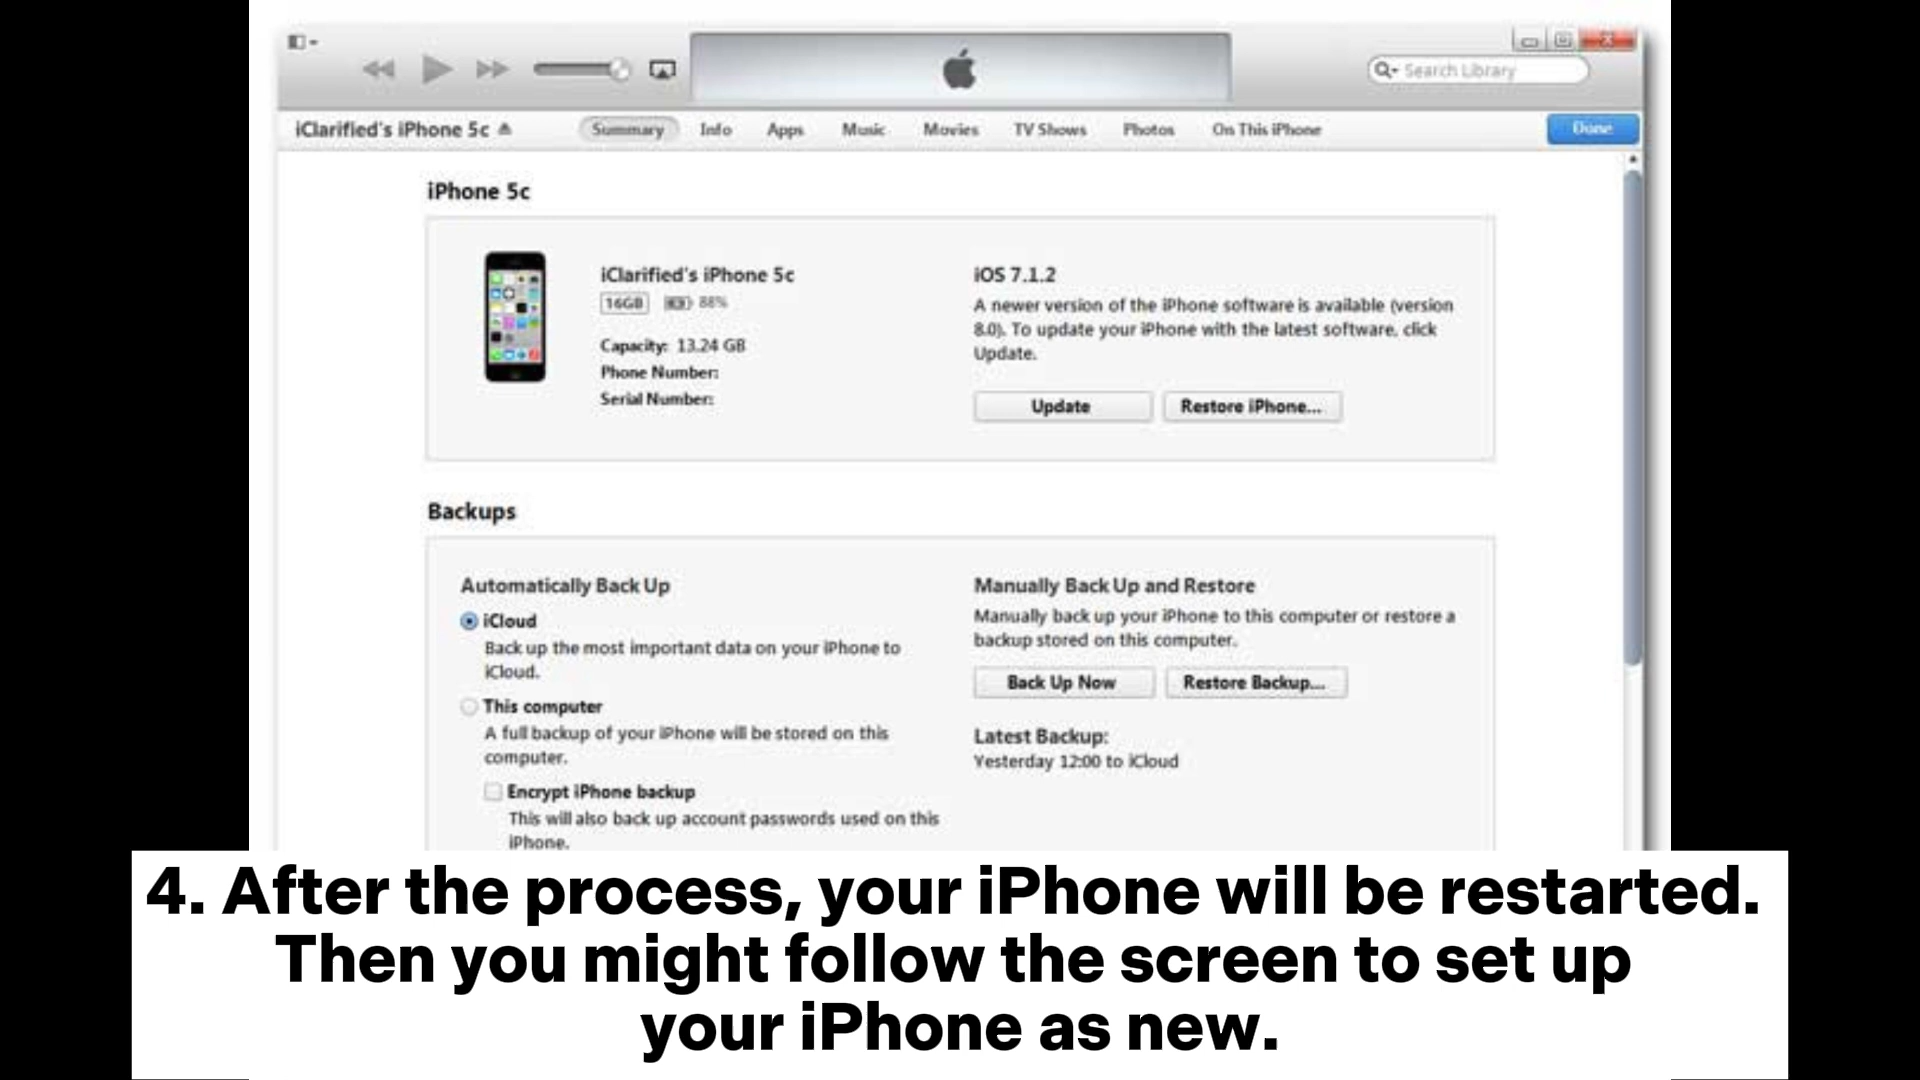 Search Library
iClarified's iPhone 5c
Summary Info Apps Music Movies TV Shows Photos On This iPhone Done
iPhone 5c
iClarified's iPhone 5c
16GB 88%
Capacity: 13.24 GB
Phone Number:
Serial Number:
iOS 7.1.2
A newer version of the iPhone software is available (version
8.0). To update your iPhone with the latest software, click
Update.
Update Restore iPhone...
Backups
Automatically Back Up
iCloud
Back up the most important data on your iPhone to
iCloud.
This computer
A full backup of your iPhone will be stored on this
computer.
Encrypt iPhone backup
This will also back up account passwords used on this
iPhone.
Manually Back Up and Restore
Manually back up your iPhone to this computer or restore a
backup stored on this computer.
Back Up Now Restore Backup...
Latest Backup:
Yesterday 12:00 to iCloud
4. After the process, your iPhone will be restarted.
Then you might follow the screen to set up
your iPhone as new.